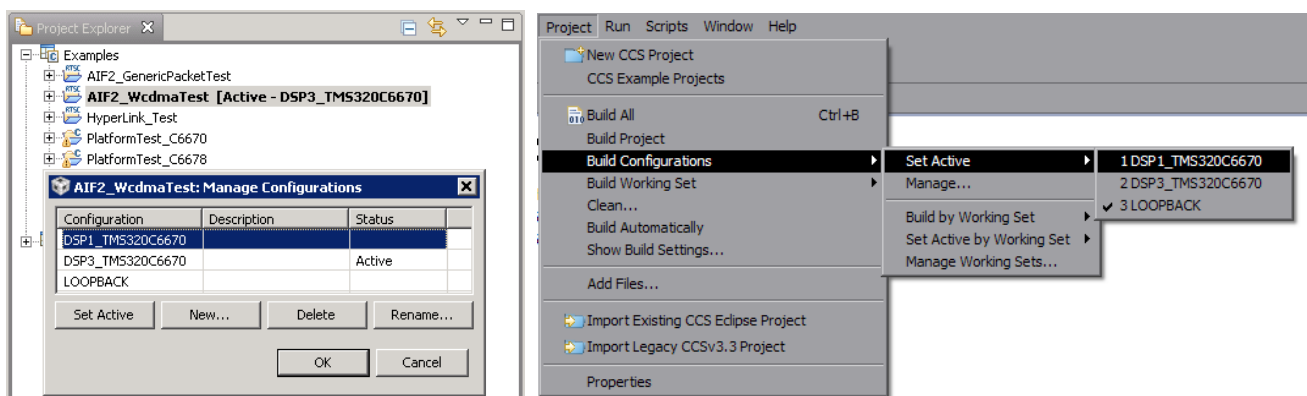 Project Explorer
Examples
AIF2_GenericPacketTest
AIF2_WcdmaTest [Active - DSP3_TMS320C6670]
HyperLink_Test
PlatformTest_C6670
PlatformTest_C6678
AIF2_WcdmaTest: Manage Configurations
Configuration Description Status
DSP1_TMS320C6670
DSP3_TMS320C6670 Active
LOOPBACK
Set Active New... Delete Rename...
OK Cancel
Project Run Scripts Window Help
New CCS Project
CCS Example Projects
Build All Ctrl+B
Build Project
Build Configurations
Build Working Set
Clean...
Build Automatically
Show Build Settings...
Add Files...
Import Existing CCS Eclipse Project
Import Legacy CCSv3.3 Project
Properties
Set Active
Manage...
Build by Working Set
Set Active by Working Set
Manage Working Sets...
1 DSP1_TMS320C6670
2 DSP3_TMS320C6670
3 LOOPBACK